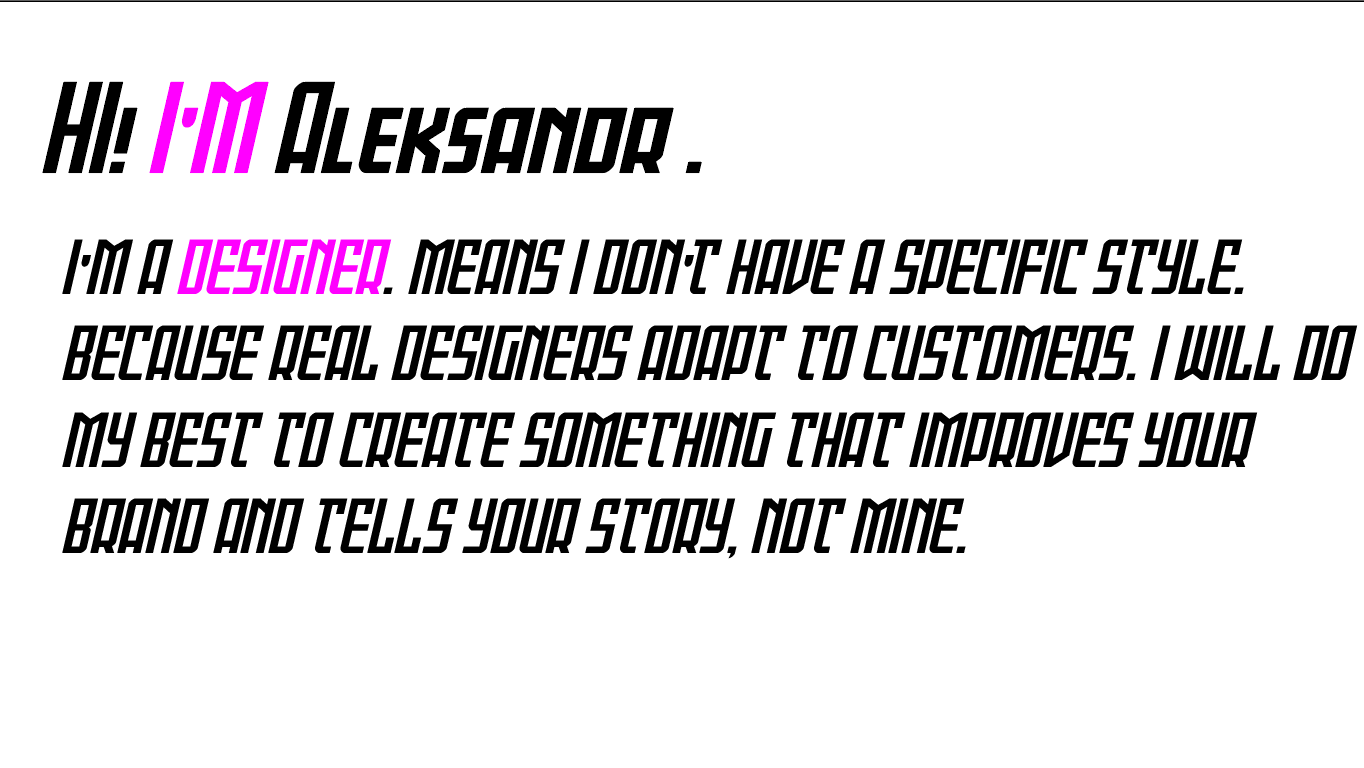 Hi! I'M Aleksandr .
I'M A DESIGNER. MEANS I DON'T HAVE A SPECIFIC STYLE.
BECAUSE REAL DESIGNERS ADAPT TO CUSTOMERS. I WILL DO
MY BEST TO CREATE SOMETHING THAT IMPROVES YOUR
BRAND AND TELLS YOUR STORY, NOT MINE.